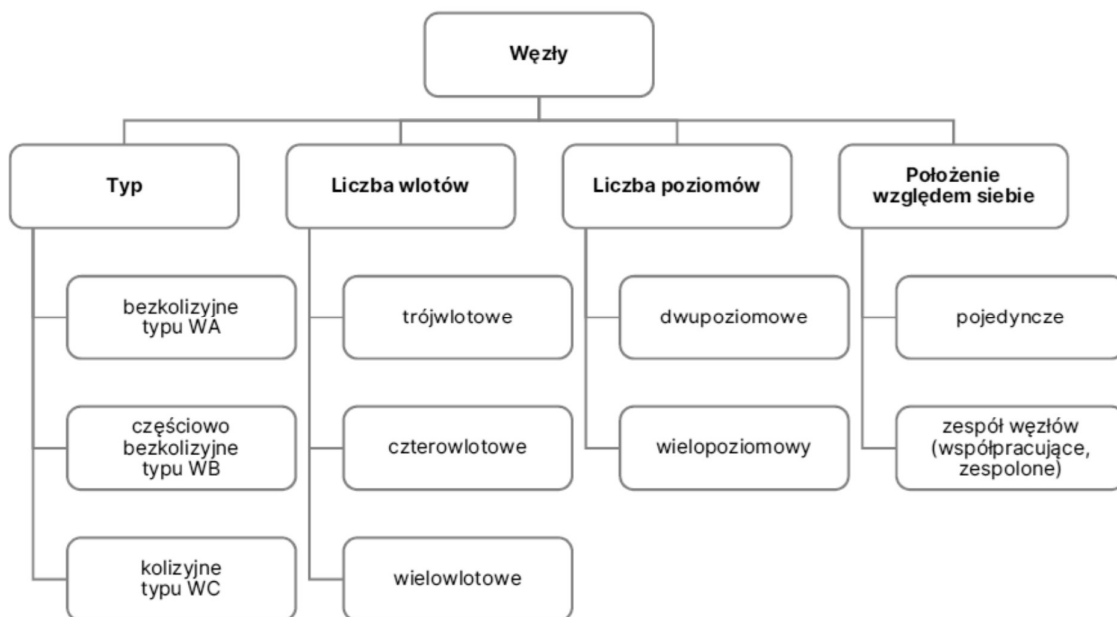 Węzły
Typ
Liczba wlotów
Liczba poziomów
Położenie
względem siebie
bezkolizyjne
typu WA
trójwlotowe
dwupoziomowe
pojedyncze
częściowo
bezkolizyjne
typu WB
czterowlotowe
wielopoziomowy
zespół węzłów
(współpracujące,
zespolone)
kolizyjne
typu WC
wielowlotowe